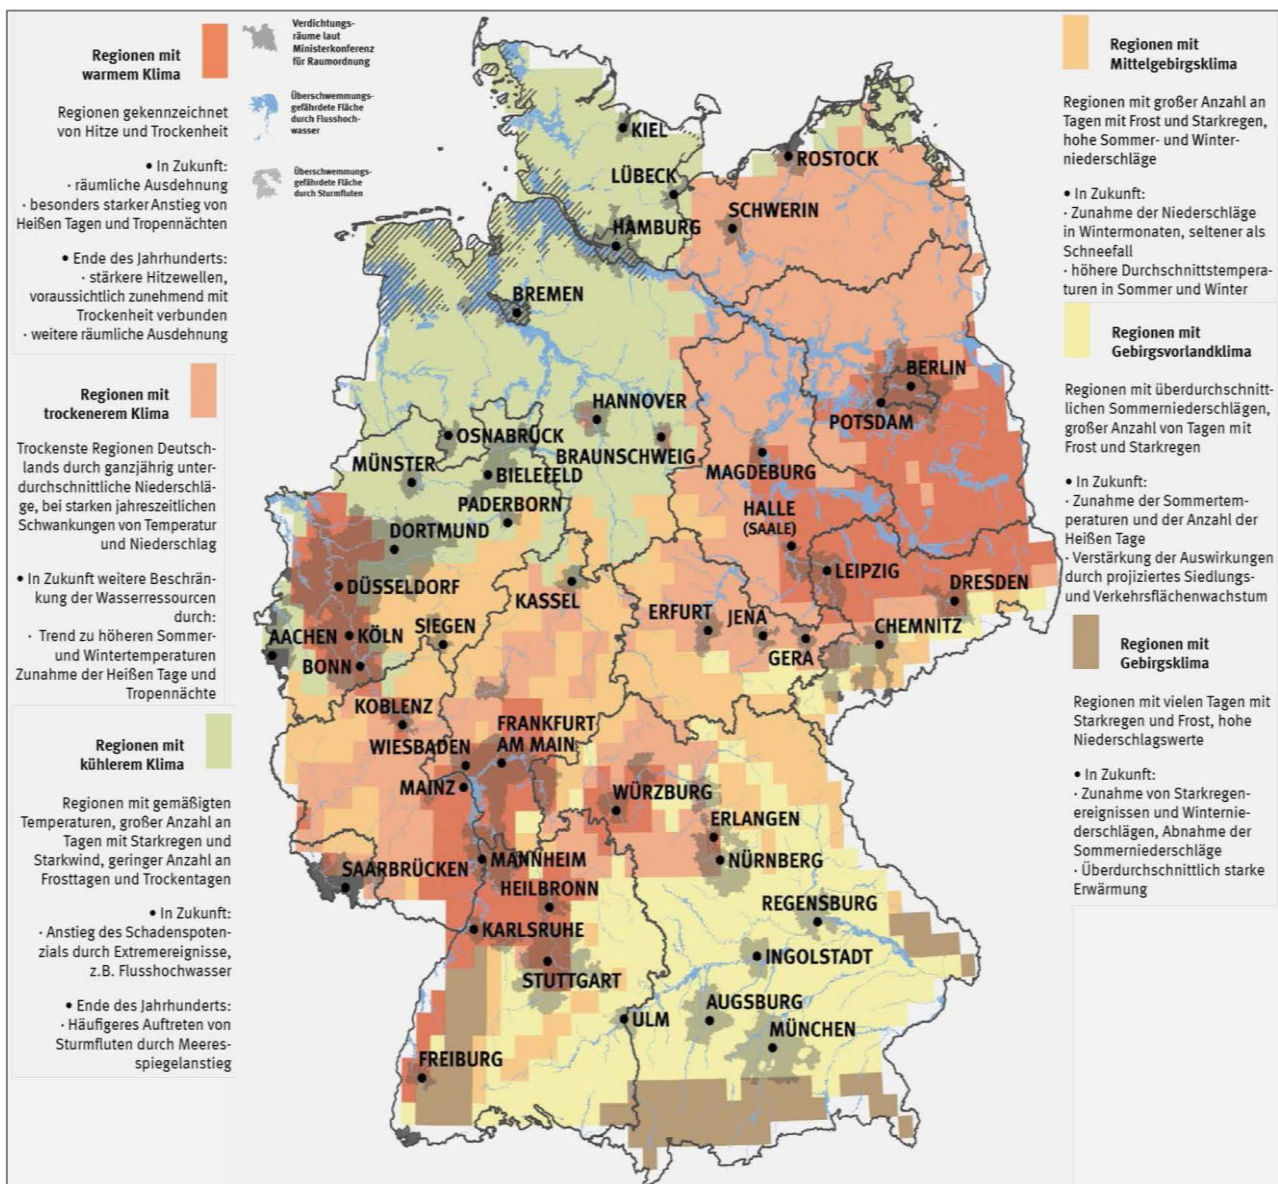 Regionen mit
warmem Klima
Regionen gekennzeichnet
von Hitze und Trockenheit
• In Zukunft:
· räumliche Ausdehnung
· besonders starker Anstieg von
Heißen Tagen und Tropennächten
• Ende des Jahrhunderts:
· stärkere Hitzewellen,
voraussichtlich zunehmend mit
Trockenheit verbunden
· weitere räumliche Ausdehnung
Regionen mit
trockenerem Klima
Trockenste Regionen Deutsch-
lands durch ganzjährig unter-
durchschnittliche Niederschlä-
ge, bei starken jahreszeitlichen
Schwankungen von Temperatur
und Niederschlag
• In Zukunft weitere Beschrän-
kung der Wasserressourcen
durch:
· Trend zu höheren Sommer-
und Wintertemperaturen
Zunahme der Heißen Tage und
Tropennächte
Regionen mit
kühlerem Klima
Regionen mit gemäßigten
Temperaturen, großer Anzahl an
Tagen mit Starkregen und
Starkwind, geringer Anzahl an
Frosttagen und Trockentagen
• In Zukunft:
· Anstieg des Schadenspoten-
zials durch Extremereignisse,
z.B. Flusshochwasser
• Ende des Jahrhunderts:
· Häufigeres Auftreten von
Sturmfluten durch Meeres-
spiegelanstieg
Verdichtungs-
räume laut
Ministerkonferenz
für Raumordnung
Überschwemmungs-
gefährdete Fläche
durch Flusshoch-
wasser
Überschwemmungs-
gefährdete Fläche
durch Sturmfluten
KIEL
ROSTOCK
LÜBECK
SCHWERIN
HAMBURG
BREMEN
BERLIN
HANNOVER
POTSDAM
OSNABRÜCK
BRAUNSCHWEIG
MÜNSTER
BIELEFELD
MAGDEBURG
PADERBORN
HALLE
(SAALE)
DORTMUND
LEIPZIG
DÜSSELDORF
KASSEL
DRESDEN
ERFURT
JENA
AACHEN
KÖLN
SIEGEN
CHEMNITZ
GERA
BONN
KOBLENZ
FRANKFURT
AM MAIN
WIESBADEN
MAINZ
WÜRZBURG
ERLANGEN
SAARBRÜCKEN
MANNHEIM
NÜRNBERG
HEILBRONN
REGENSBURG
KARLSRUHE
INGOLSTADT
STUTTGART
AUGSBURG
ULM
MÜNCHEN
FREIBURG
Regionen mit
Mittelgebirgsklima
Regionen mit großer Anzahl an
Tagen mit Frost und Starkregen,
hohe Sommer- und Winter-
niederschläge
• In Zukunft:
· Zunahme der Niederschläge
in Wintermonaten, seltener als
Schneefall
· höhere Durchschnittstempera-
turen in Sommer und Winter
Regionen mit
Gebirgsvorlandklima
Regionen mit überdurchschnitt-
lichen Sommerniederschlägen,
großer Anzahl von Tagen mit
Frost und Starkregen
• In Zukunft:
· Zunahme der Sommertem-
peraturen und der Anzahl der
Heißen Tage
· Verstärkung der Auswirkungen
durch projiziertes Siedlungs-
und Verkehrsflächenwachstum
Regionen mit
Gebirgsklima
Regionen mit vielen Tagen mit
Starkregen und Frost, hohe
Niederschlagswerte
• In Zukunft:
· Zunahme von Starkregen-
ereignissen und Winternie-
derschlägen, Abnahme der
Sommerniederschläge
· Überdurchschnittlich starke
Erwärmung